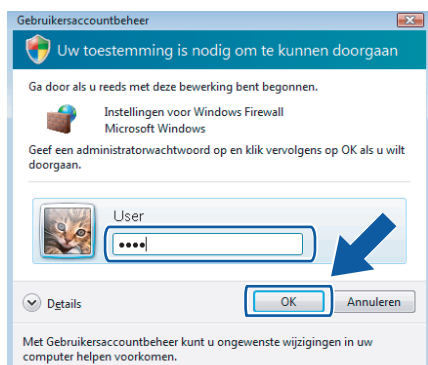 Gebruikersaccountbeheer
Uw toestemming is nodig om te kunnen doorgaan
Ga door als u reeds met deze bewerking bent begonnen.
Instellingen voor Windows Firewall
Microsoft Windows
Geef een administratorwachtwoord op en klik vervolgens op OK als u wilt
doorgaan.
User
••••
Details
OK
Annuleren
Met Gebruikersaccountbeheer kunt u ongewenste wijzigingen in uw
computer helpen voorkomen.